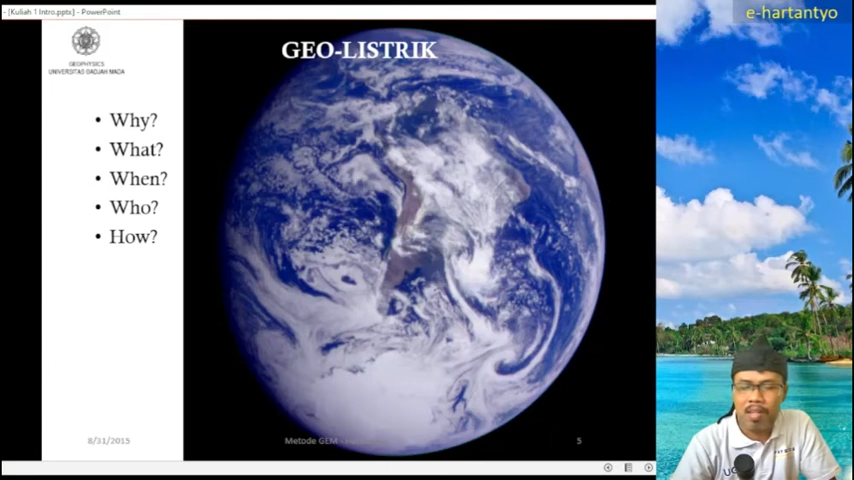 - [Kuliah 1 Intro.pptx] - PowerPoint
e-hartantyo
GEOPHYSICS
UNIVERSITAS GADJAH MADA
GEO-LISTRIK
• Why?
• What?
• When?
• Who?
• How?
8/31/2015
Metode GEM -
5